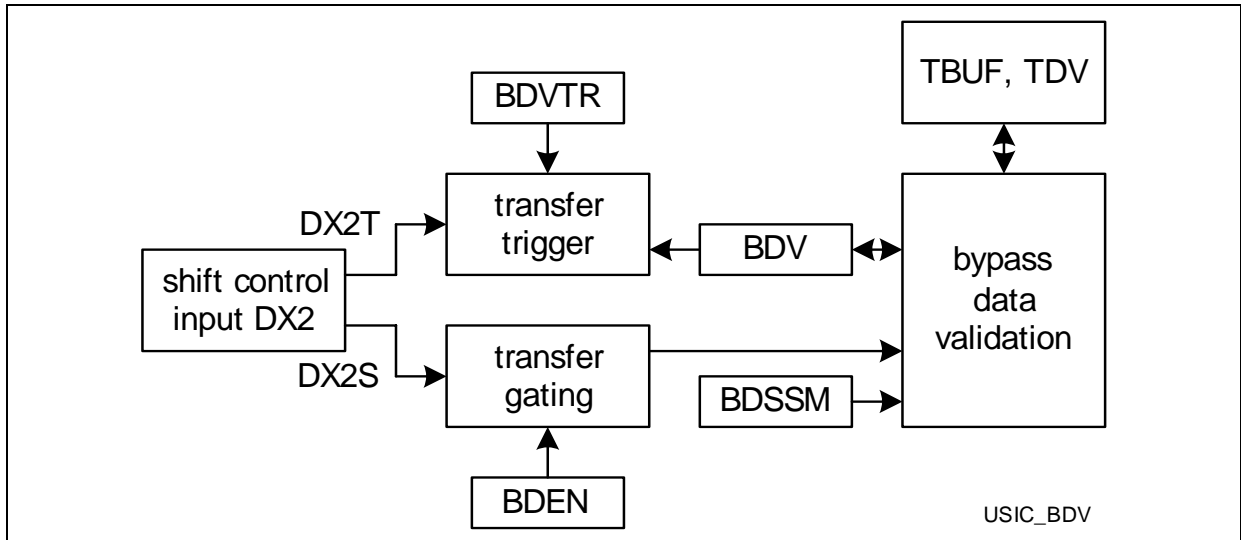 BDVTR
TBUF, TDV
DX2T
transfer
trigger
BDV
shift control
input DX2
bypass
data
validation
DX2S
transfer
gating
BDSSM
BDEN
USIC_BDV